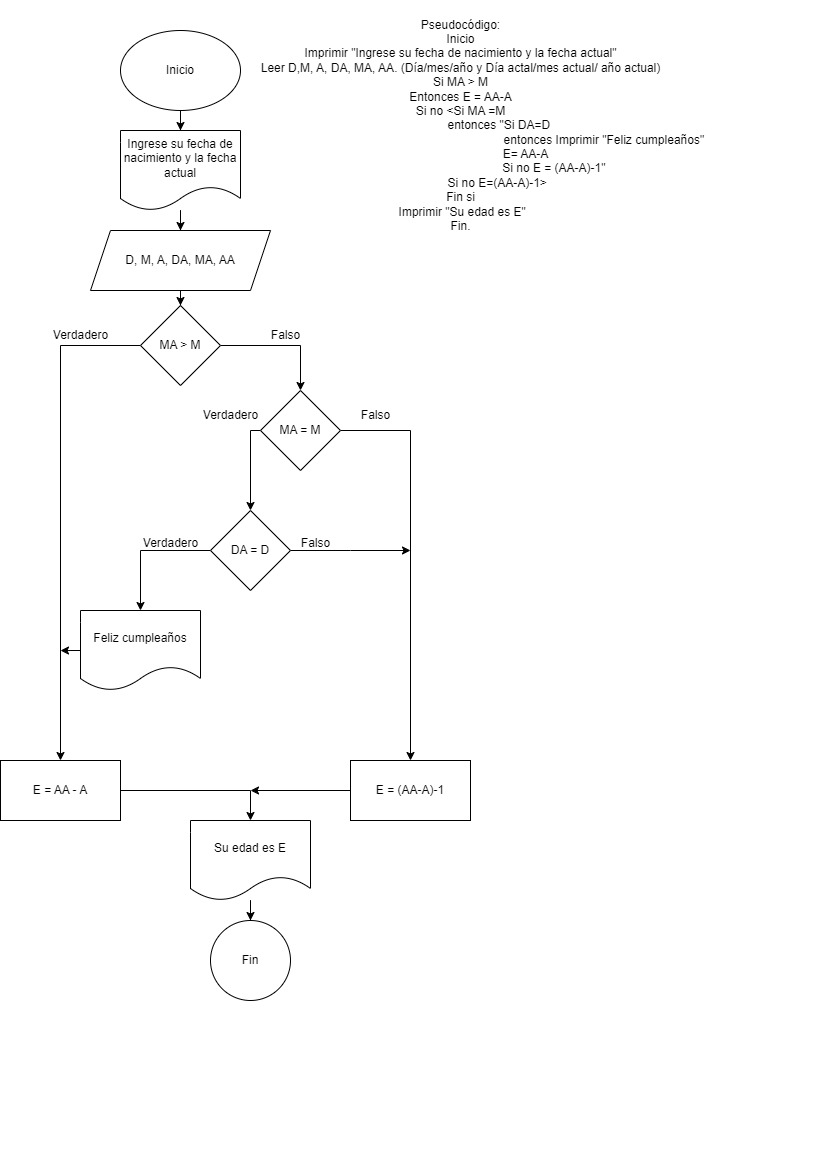 Pseudocódigo:
Inicio
Imprimir "Ingrese su fecha de nacimiento y la fecha actual"
Leer D,M, A, DA, MA, AA. (Día/mes/año y Día actal/mes actual/ año actual)
Si MA > M
Entonces E = AA-A
Si no <Si MA =M
entonces "Si DA=D
entonces Imprimir "Feliz cumpleaños"
E= AA-A
Si no E = (AA-A)-1"
Si no E=(AA-A)-1>
Fin si
Imprimir "Su edad es E"
Fin.
Inicio
Ingrese su fecha de
nacimiento y la fecha
actual
D, M, A, DA, MA, AA
MA > M
Verdadero
Falso
MA = M
Verdadero
Falso
DA = D
Verdadero
Falso
Feliz cumpleaños
E = AA - A
E = (AA-A)-1
Su edad es E
Fin